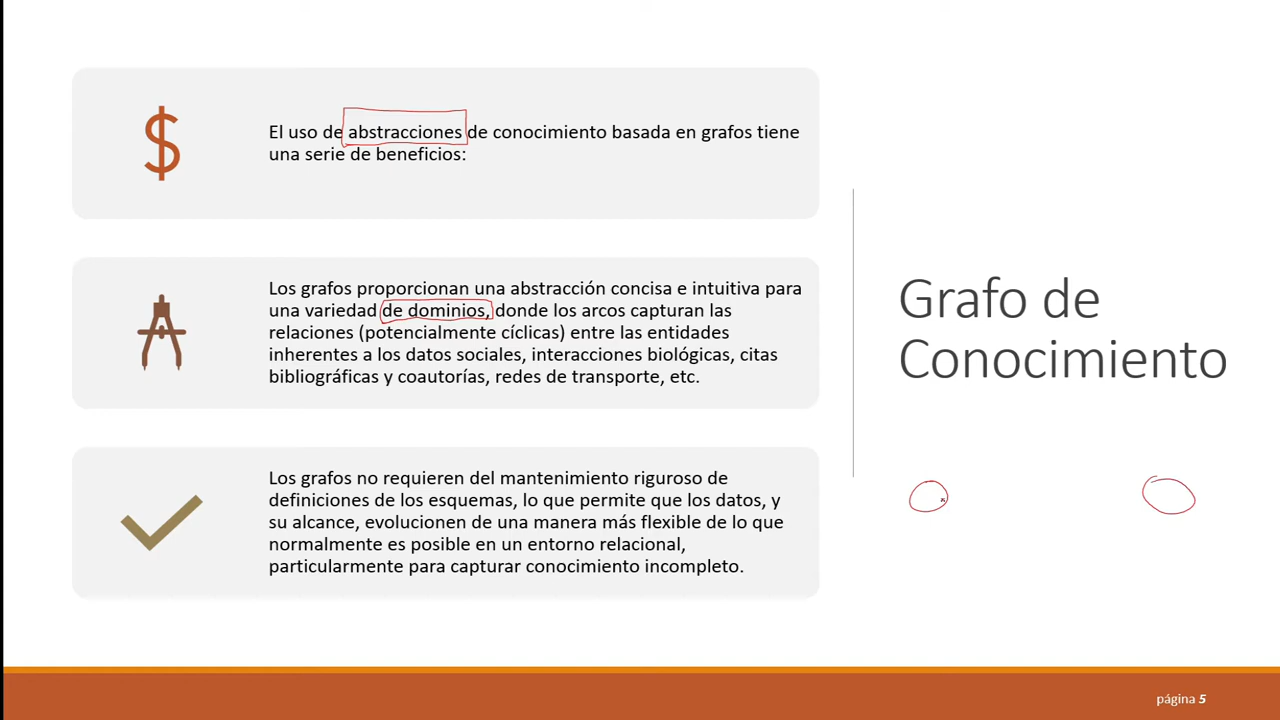 El uso de abstracciones de conocimiento basada en grafos tiene
una serie de beneficios:
Los grafos proporcionan una abstracción concisa e intuitiva para
una variedad de dominios, donde los arcos capturan las
relaciones (potencialmente cíclicas) entre las entidades
inherentes a los datos sociales, interacciones biológicas, citas
bibliográficas y coautorías, redes de transporte, etc.
Los grafos no requieren del mantenimiento riguroso de
definiciones de los esquemas, lo que permite que los datos, y
su alcance, evolucionen de una manera más flexible de lo que
normalmente es posible en un entorno relacional,
particularmente para capturar conocimiento incompleto.
Grafo de
Conocimiento
página 5